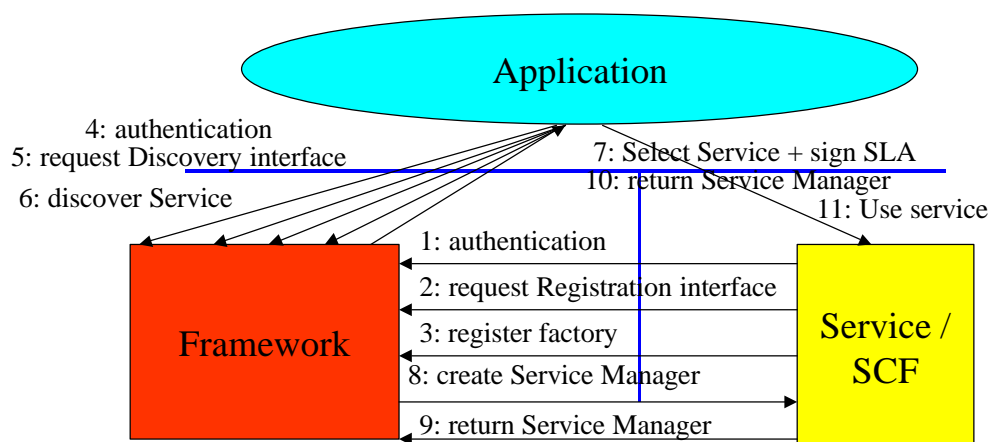 Application
4: authentication
5: request Discovery interface
7: Select Service + sign SLA
6: discover Service
10: return Service Manager
11: Use service
1: authentication
2: request Registration interface
3: register factory
8: create Service Manager
9: return Service Manager
Framework
Service /
SCF